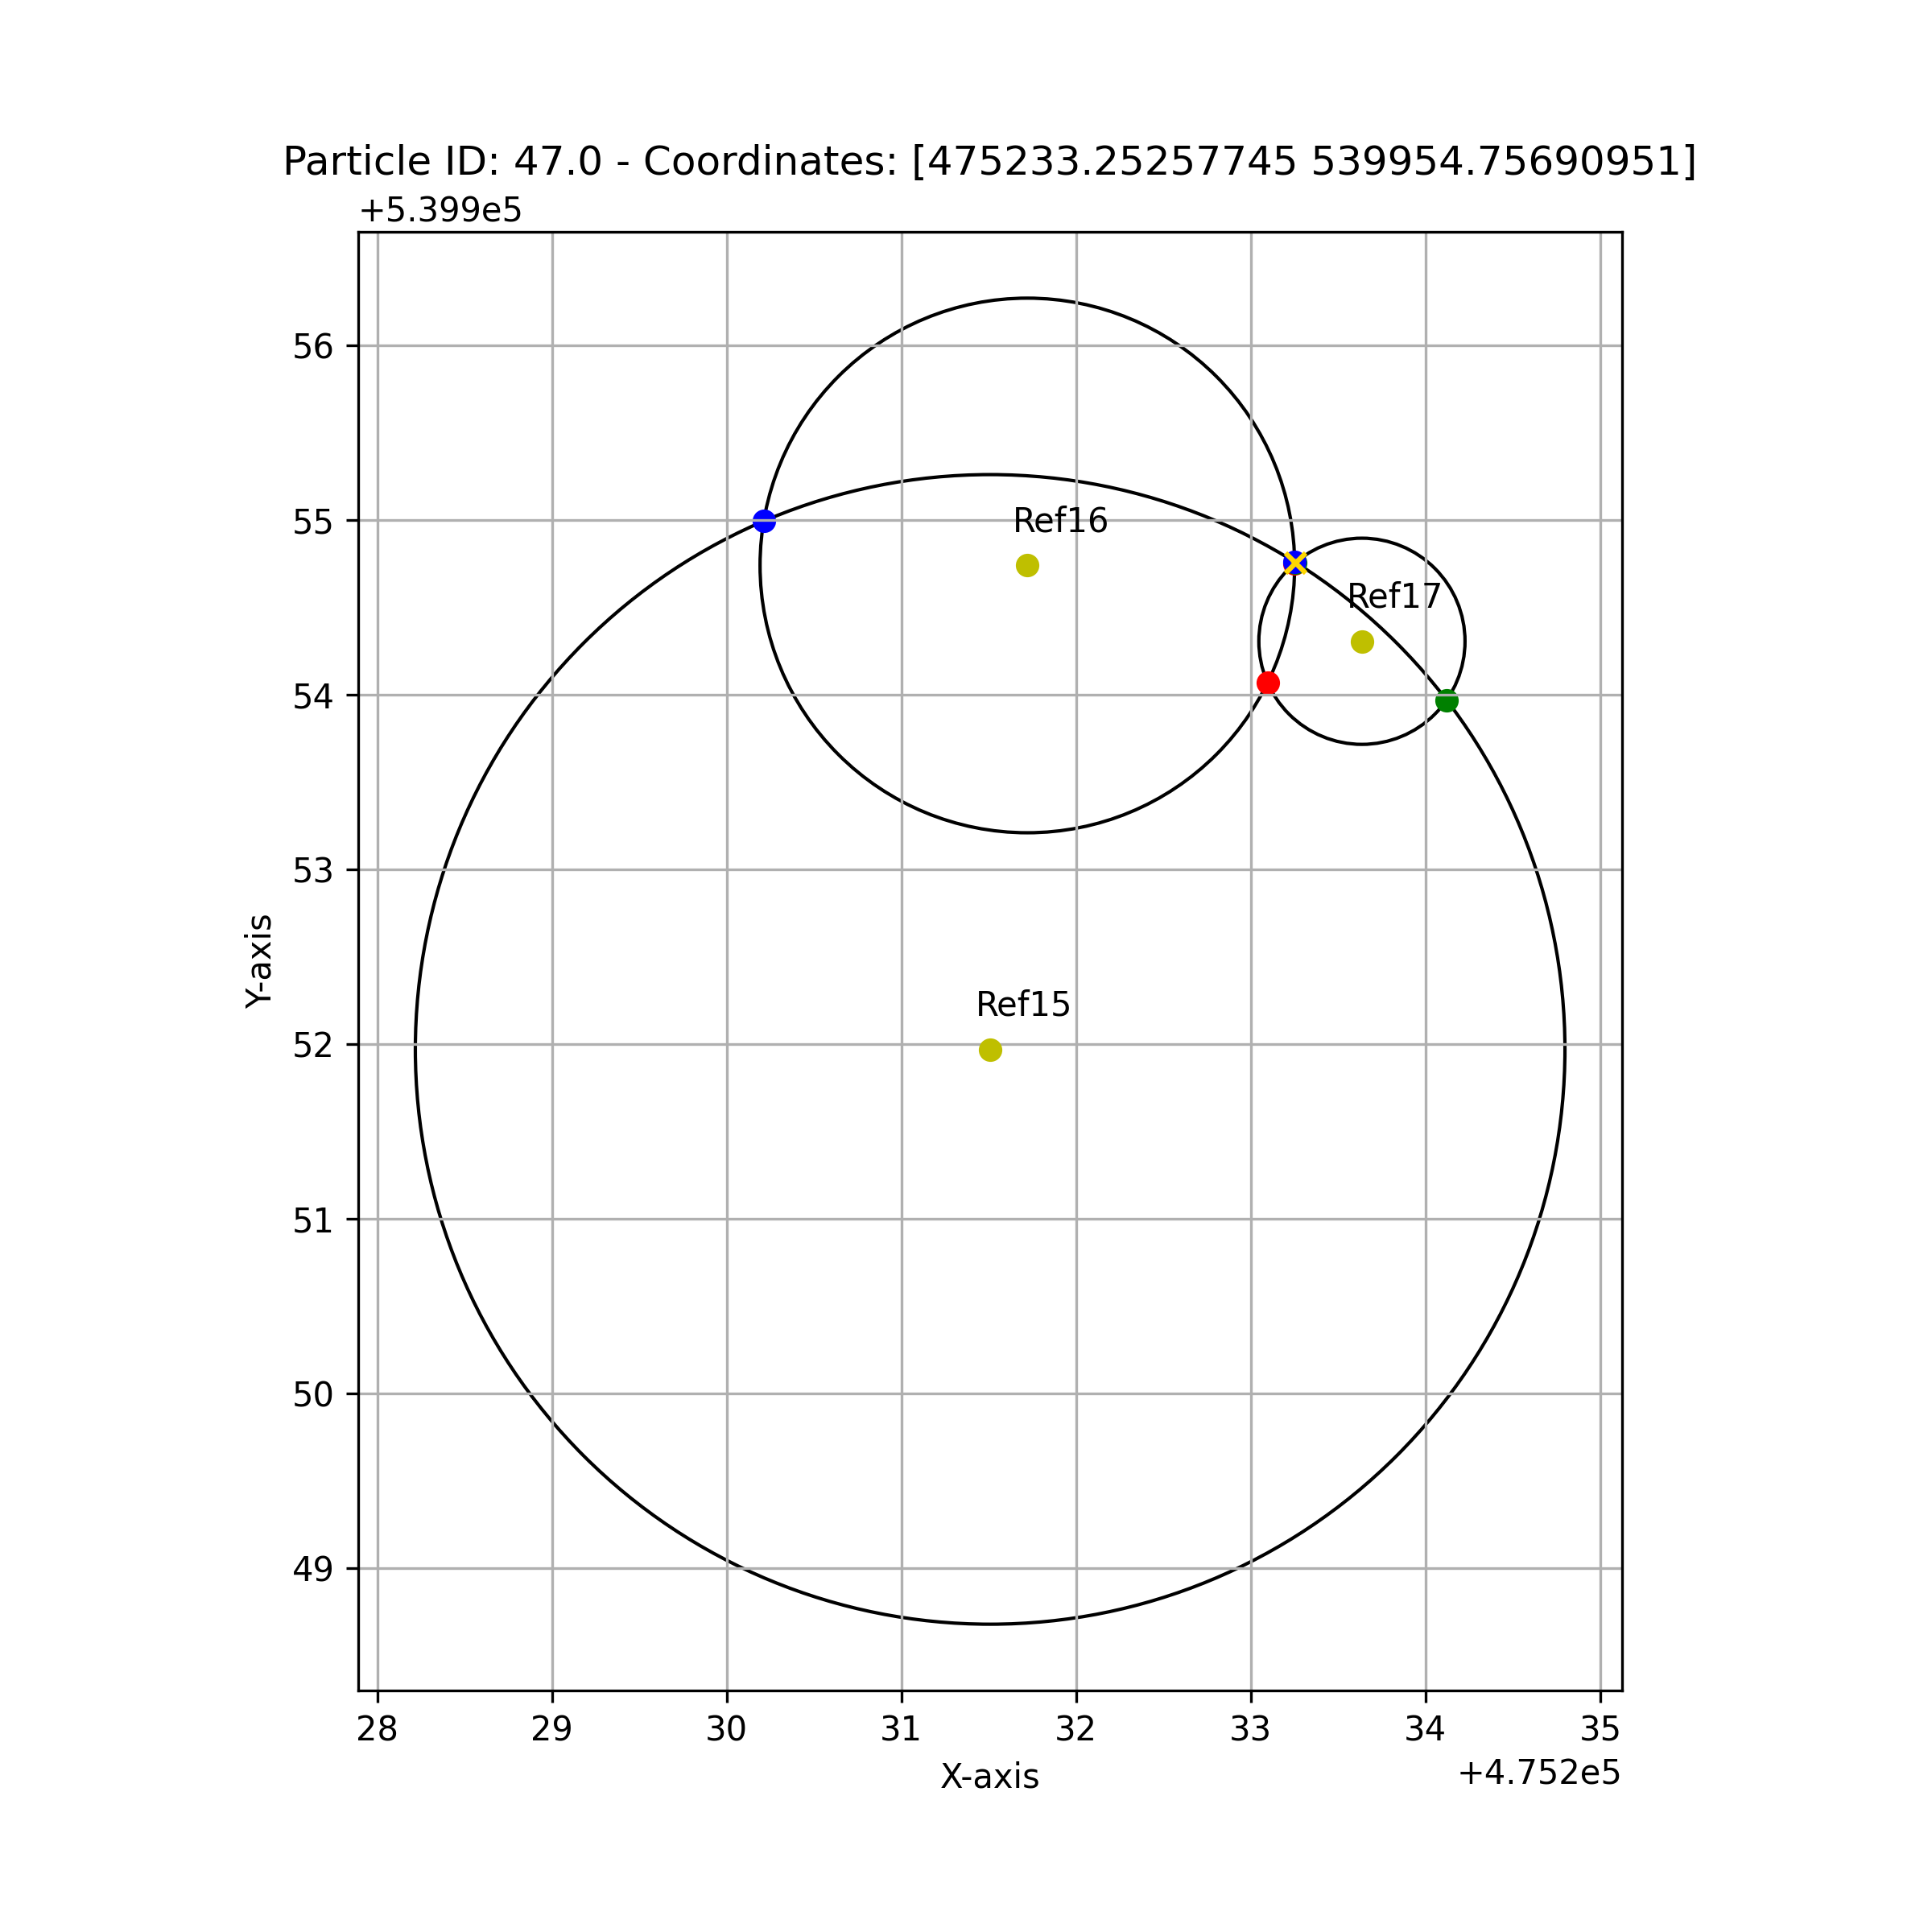 Particle ID: 47.0 - Coordinates: [475233.25257745 539954.75690951]
+5.399e5
56
55
54
53
52
51
50
49
Y-axis
Ref16
Ref17
Ref15
28 29 30 31 32 33 34 35
X-axis
+4.752e5